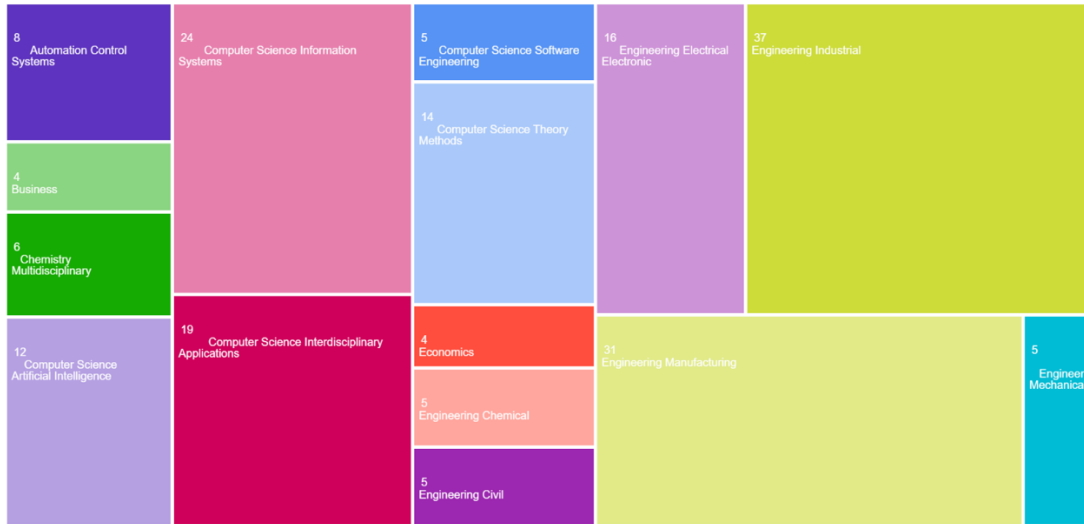 8
Automation Control
Systems
4
Business
6
Chemistry
Multidisciplinary
12
Computer Science
Artificial Intelligence
24
Computer Science Information
Systems
19
Computer Science Interdisciplinary
Applications
5
Computer Science Software
Engineering
14
Computer Science Theory
Methods
4
Economics
5
Engineering Chemical
5
Engineering Civil
16
Engineering Electrical
Electronic
37
Engineering Industrial
31
Engineering Manufacturing
5